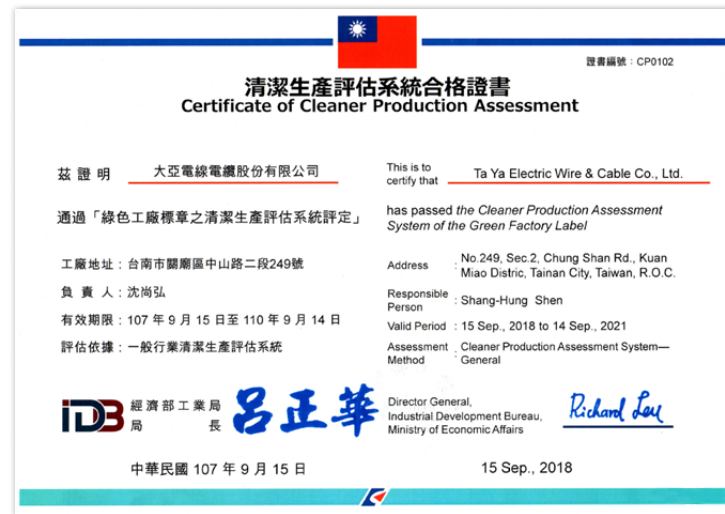 證書編號：CP0102
清潔生產評估系統合格證書
Certificate of Cleaner Production Assessment
茲證明 大亞電線電纜股份有限公司
通過「綠色工廠標章之清潔生產評估系統評定」
工廠地址：台南市關廟區中山路二段249號
負責人：沈尚弘
有效期限：107 年 9 月 15 日至 110 年 9 月 14 日
評估依據：一般行業清潔生產評估系統
IDB 經濟部工業局
局長 呂正華
中華民國 107 年 9 月 15 日
This is to
certify that Ta Ya Electric Wire & Cable Co., Ltd.
has passed the Cleaner Production Assessment
System of the Green Factory Label
Address : No.249, Sec.2, Chung Shan Rd., Kuan
Miao Distric, Tainan City, Taiwan, R.O.C.
Responsible
Person : Shang-Hung Shen
Valid Period : 15 Sep., 2018 to 14 Sep., 2021
Assessment
Method : Cleaner Production Assessment System—
General
Director General,
Industrial Development Bureau,
Ministry of Economic Affairs
Richard Leu
15 Sep., 2018